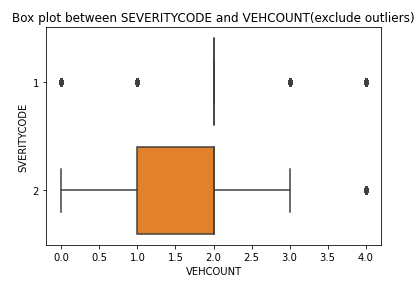 Box plot between SEVERITYCODE and VEHCOUNT(exclude outliers)
1
2
SVERITYCODE
0.0 0.5 1.0 1.5 2.0 2.5 3.0 3.5 4.0
VEHCOUNT